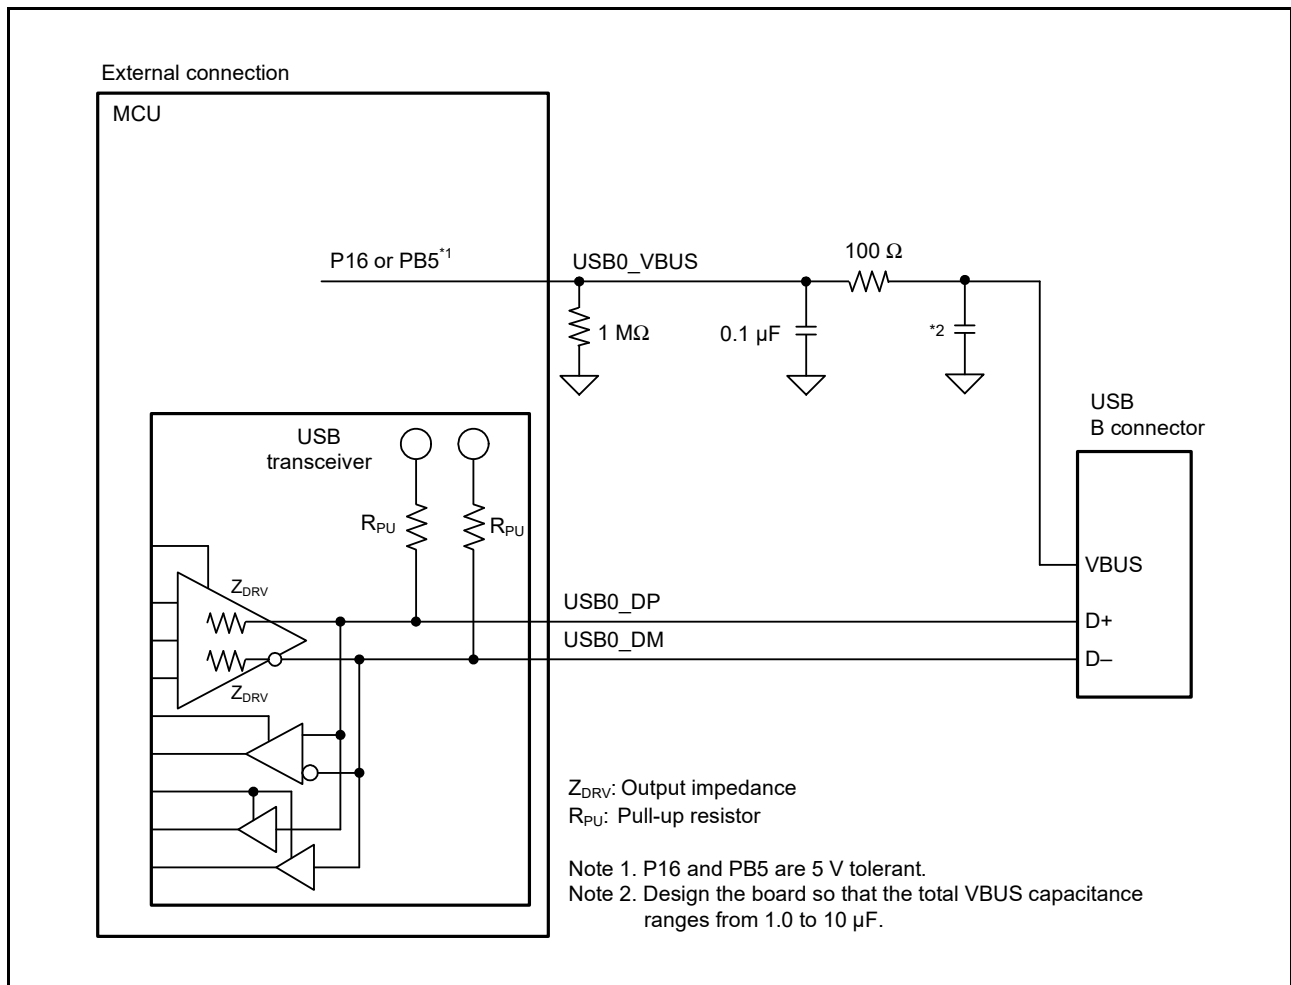 External connection
MCU
P16 or PB5*1
USB0_VBUS
100 Ω
1 MΩ
0.1 µF
*2
USB
B connector
USB
transceiver
RPU
RPU
VBUS
ZDRV
USB0_DP
D+
USB0_DM
D–
ZDRV
ZDRV: Output impedance
RPU: Pull-up resistor
Note 1. P16 and PB5 are 5 V tolerant.
Note 2. Design the board so that the total VBUS capacitance
ranges from 1.0 to 10 µF.